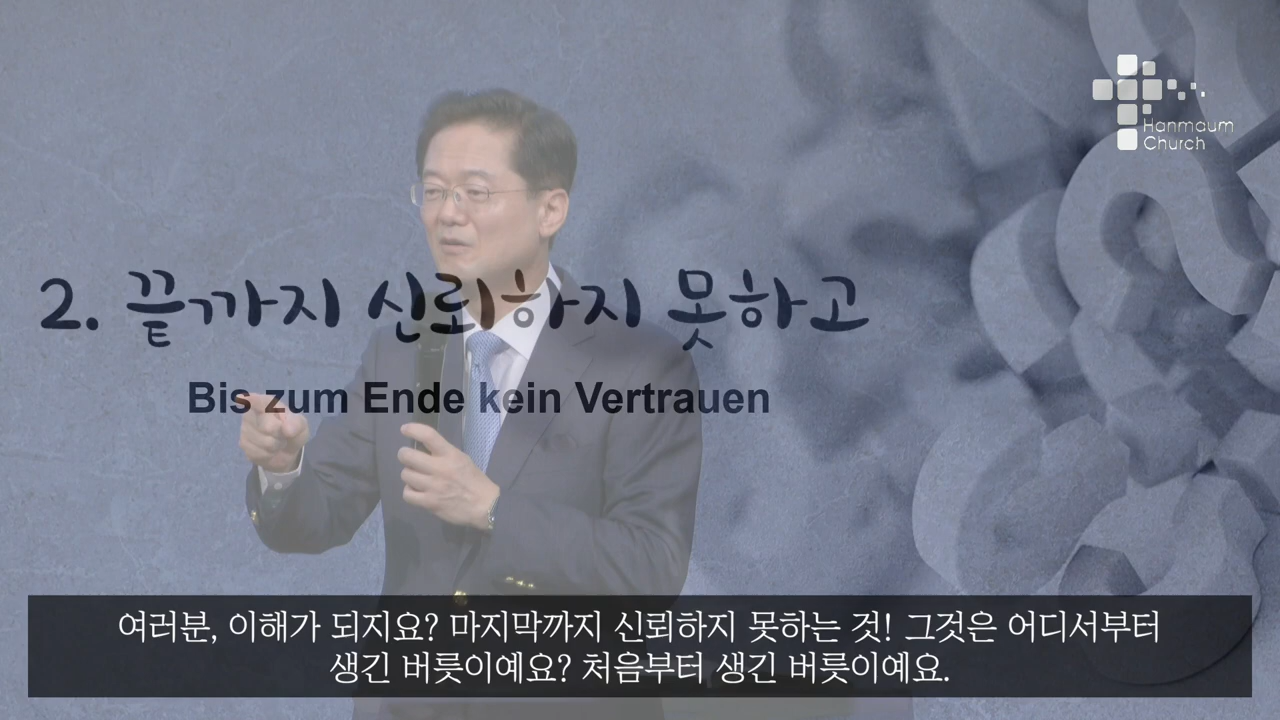 Hanmaum
Church
2. 끝까지 신뢰하지 못하고
Bis zum Ende kein Vertrauen
여러분, 이해가 되지요? 마지막까지 신뢰하지 못하는 것! 그것은 어디서부터
생긴 버릇이예요? 처음부터 생긴 버릇이예요.